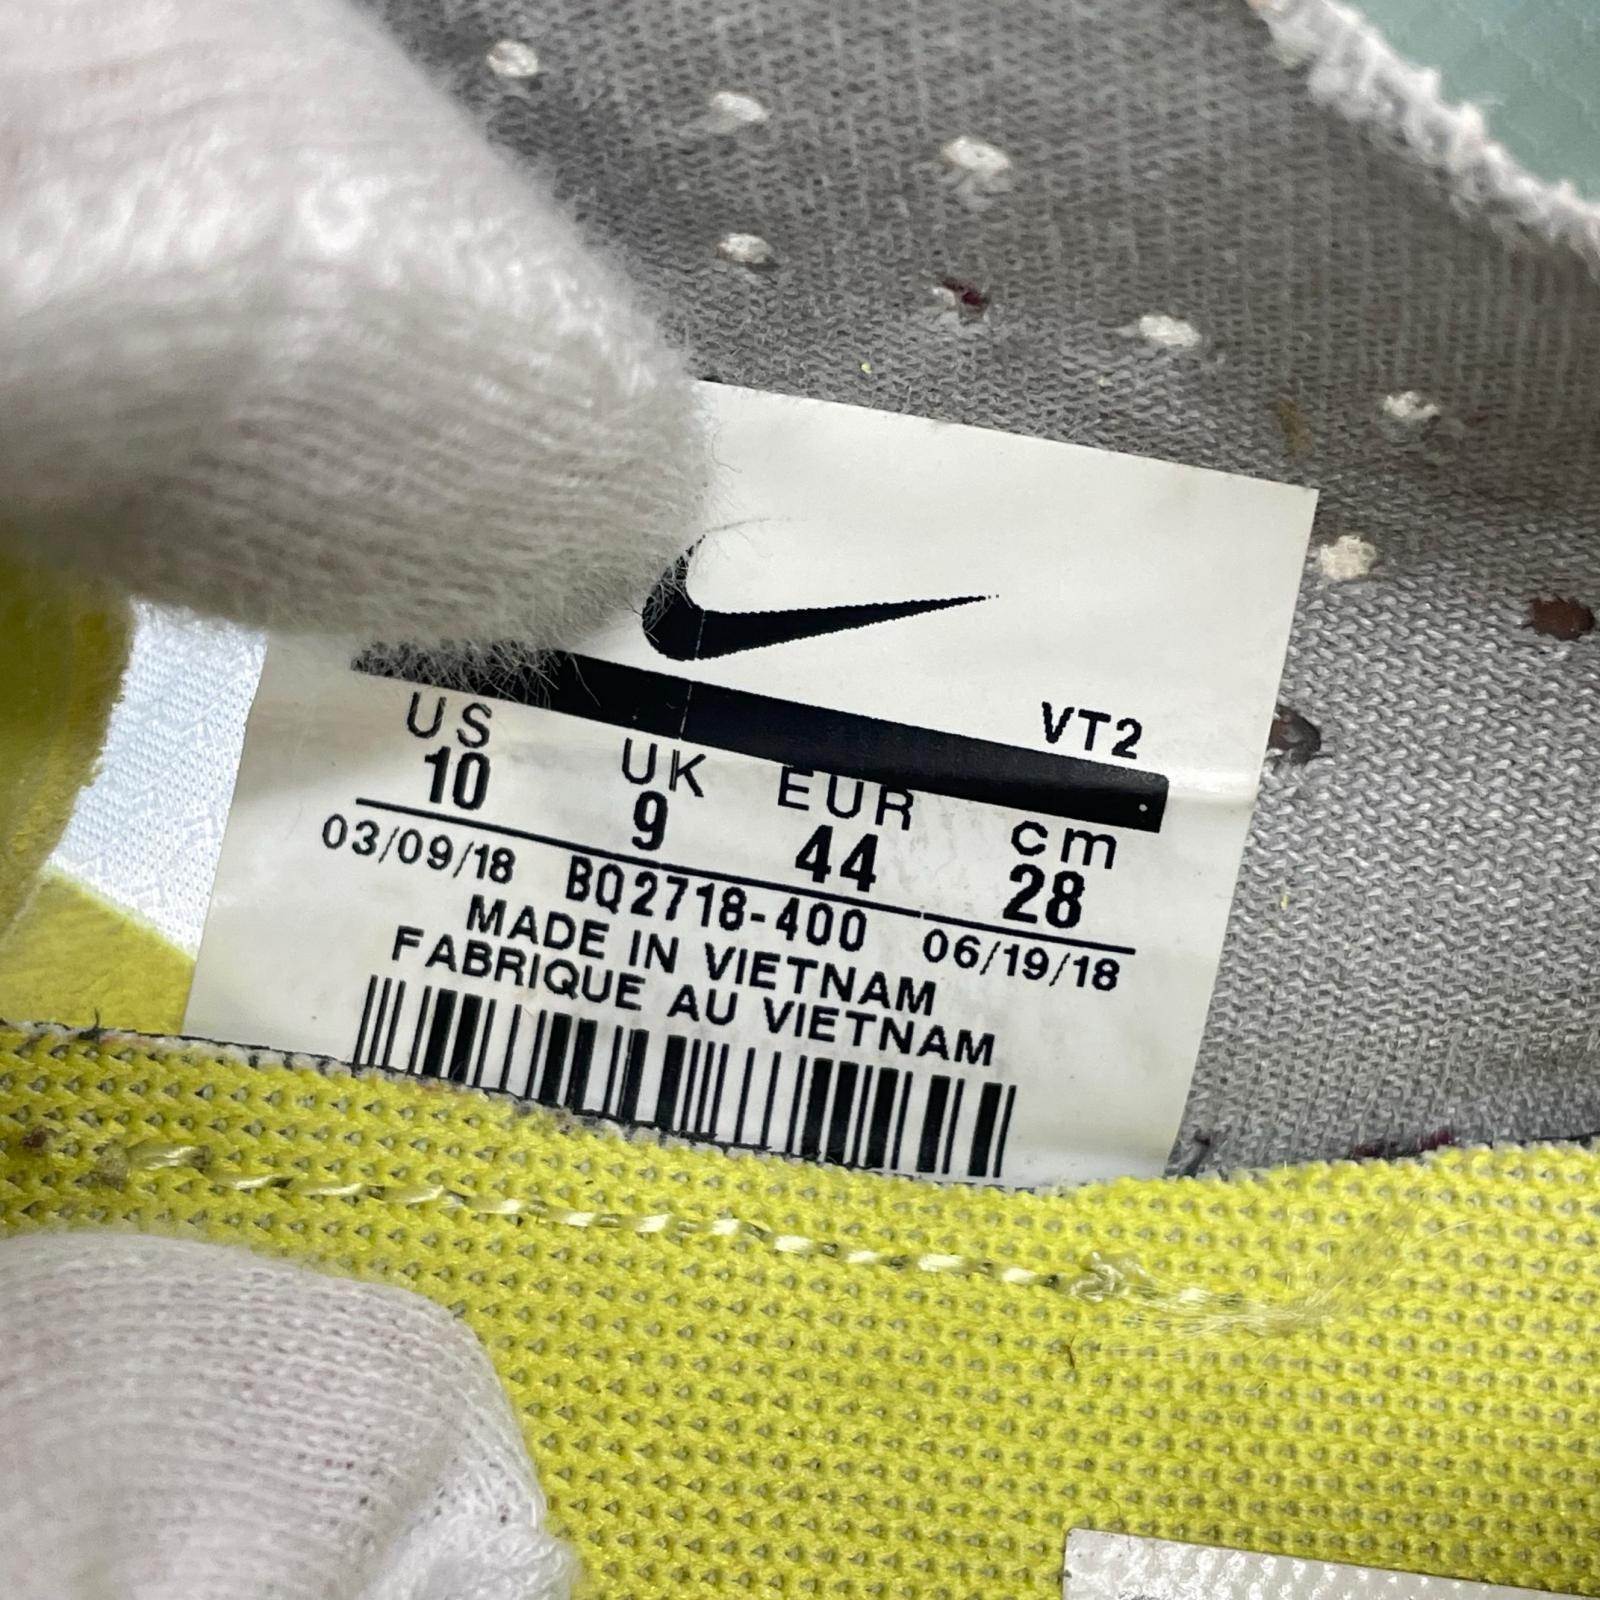 VT2
US UK EUR cm
10 9 44 28
03/09/18 BQ2718-400 06/19/18
MADE IN VIETNAM
FABRIQUE AU VIETNAM